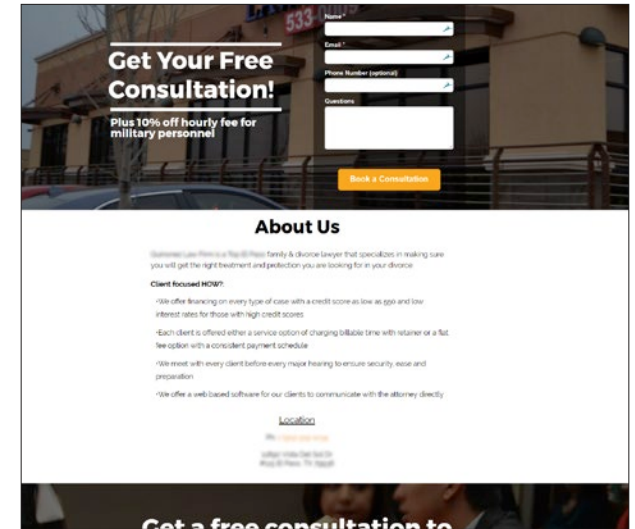 533-
Get Your Free
Consultation!
Plus 10% off hourly fee for
military personnel
Name *
Email *
Phone Number (optional)
Questions
Book a Consultation
About Us
family & divorce lawyer that specializes in making sure
you will get the right treatment and protection you are looking for in your divorce
Client focused HOW?:
•We offer financing on every type of case with a credit score as low as 550 and low
interest rates for those with high credit scores
•Each client is offered either a service option of charging billable time with retainer or a flat
fee option with a consistent payment schedule
•We meet with every client before every major hearing to ensure security, ease and
preparation
•We offer a web based software for our clients to communicate with the attorney directly
Location
Ph.
Get a free consultation to